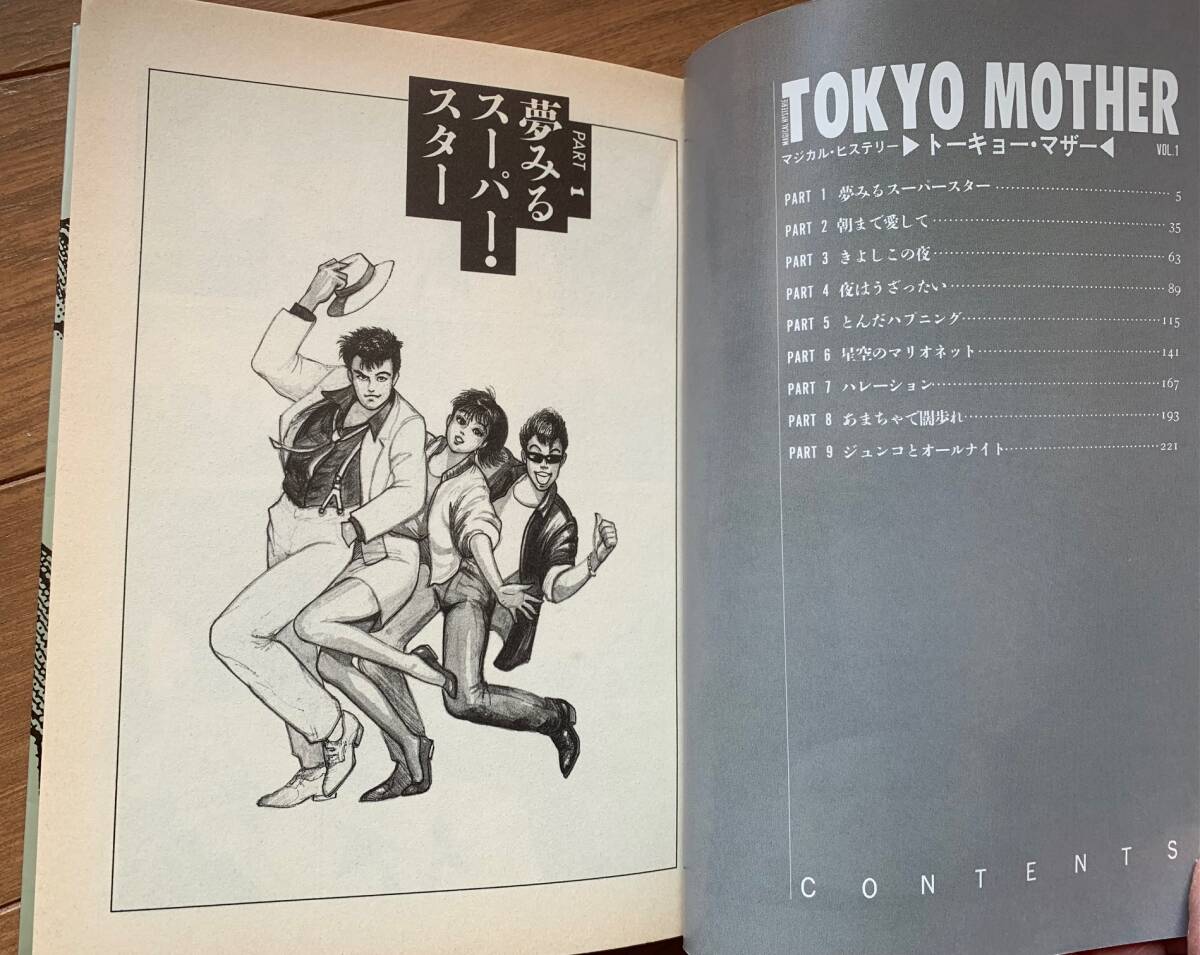 TOKYO MOTHER
MAGICAL HYSTERIE
マジカル・ヒステリー▶トーキョー・マザー◀ VOL.1
PART 1 夢みるスーパースター 5
PART 2 朝まで愛して 35
PART 3 きよしこの夜 63
PART 4 夜はうざったい 89
PART 5 とんだハプニング 115
PART 6 星空のマリオネット 141
PART 7 ハレーション 167
PART 8 あまちゃで闊歩れ 193
PART 9 ジュンコとオールナイト 221
CONTENTS
PART 1
夢みる
スーパー!
スター